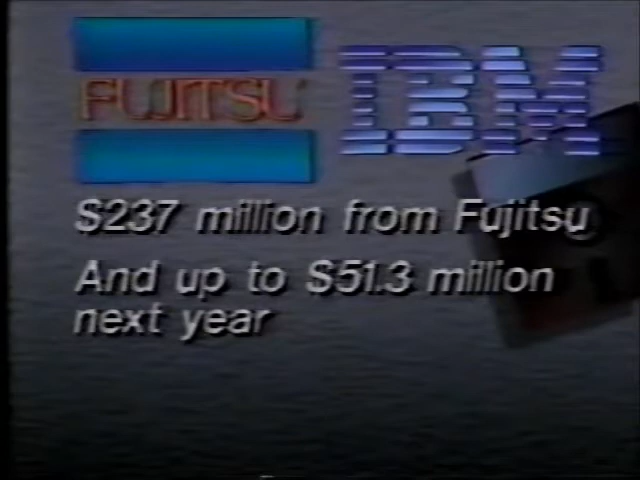 FUJITSU IBM
$237 million from Fujitsu
And up to $51.3 million
next year